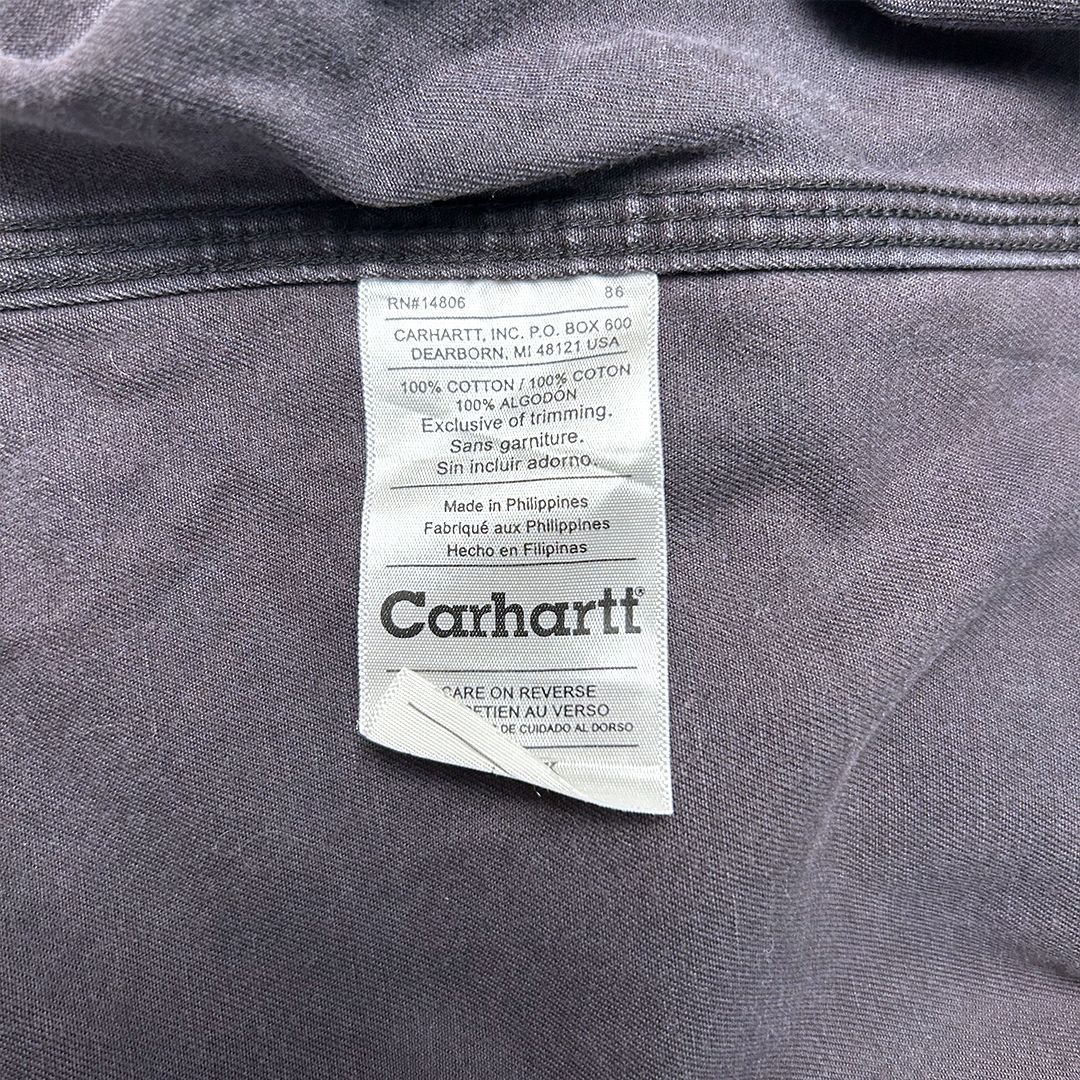 RN#14806 86
CARHARTT, INC. P.O. BOX 600
DEARBORN, MI 48121 USA
100% COTTON / 100% COTON
100% ALGODÓN
Exclusive of trimming.
Sans garniture.
Sin incluir adorno.
Made in Philippines
Fabriqué aux Philippines
Hecho en Filipinas
Carhartt®
CARE ON REVERSE
AU VERSO
DE CUIDADO AL DORSO